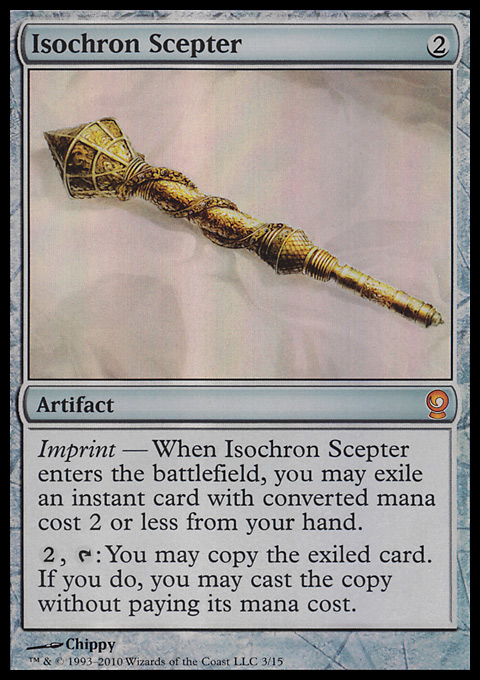 Isochron Scepter 2
Artifact
Imprint — When Isochron Scepter
enters the battlefield, you may exile
an instant card with converted mana
cost 2 or less from your hand.
2, : You may copy the exiled card.
If you do, you may cast the copy
without paying its mana cost.
Chippy
™ & © 1993–2010 Wizards of the Coast LLC 3/15